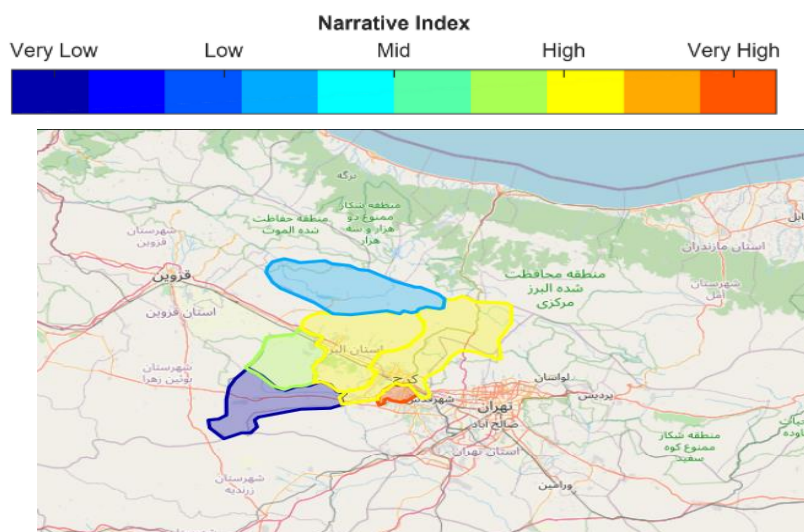 Narrative Index
Very Low
Low
Mid
High
Very High
برگه
منطقه شکار
ممنوع دو
هزار و سه
هزار
منطقه حفاظت
شده الموت
شهرستان
قزوین
قزوین
استان قزوین
شهرستان
بوئین زهرا
استان البرز
کرج
منطقه محافظت
شده البرز
مرکزی
استان مازندران
شهرستان
آمل
بابل
لواسان
پردیس
شهرقدس
تهران
صالح آباد
استان تهران
ورامین
منطقه شکار
ممنوع کوه
سفید
شهرستان
زرندیه